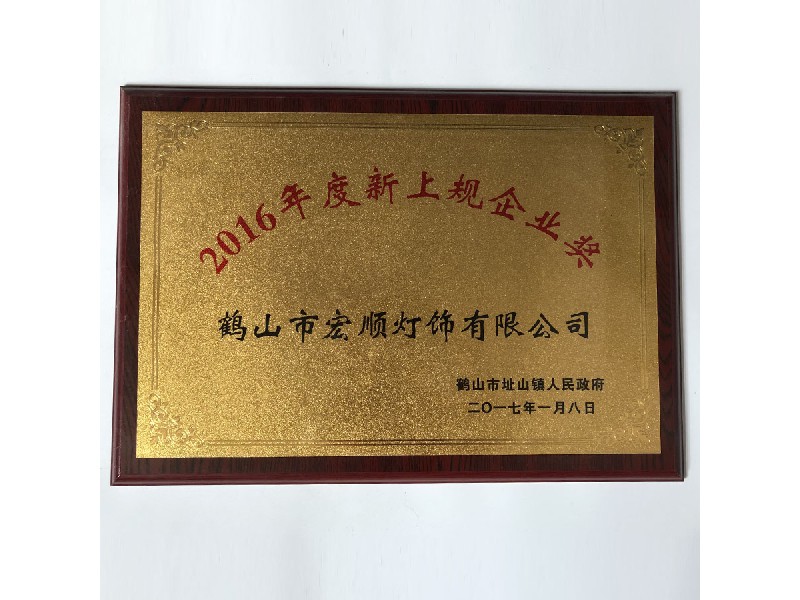 2016年度新上规企业奖
鹤山市宏顺灯饰有限公司
鹤山市址山镇人民政府
二〇一七年一月八日